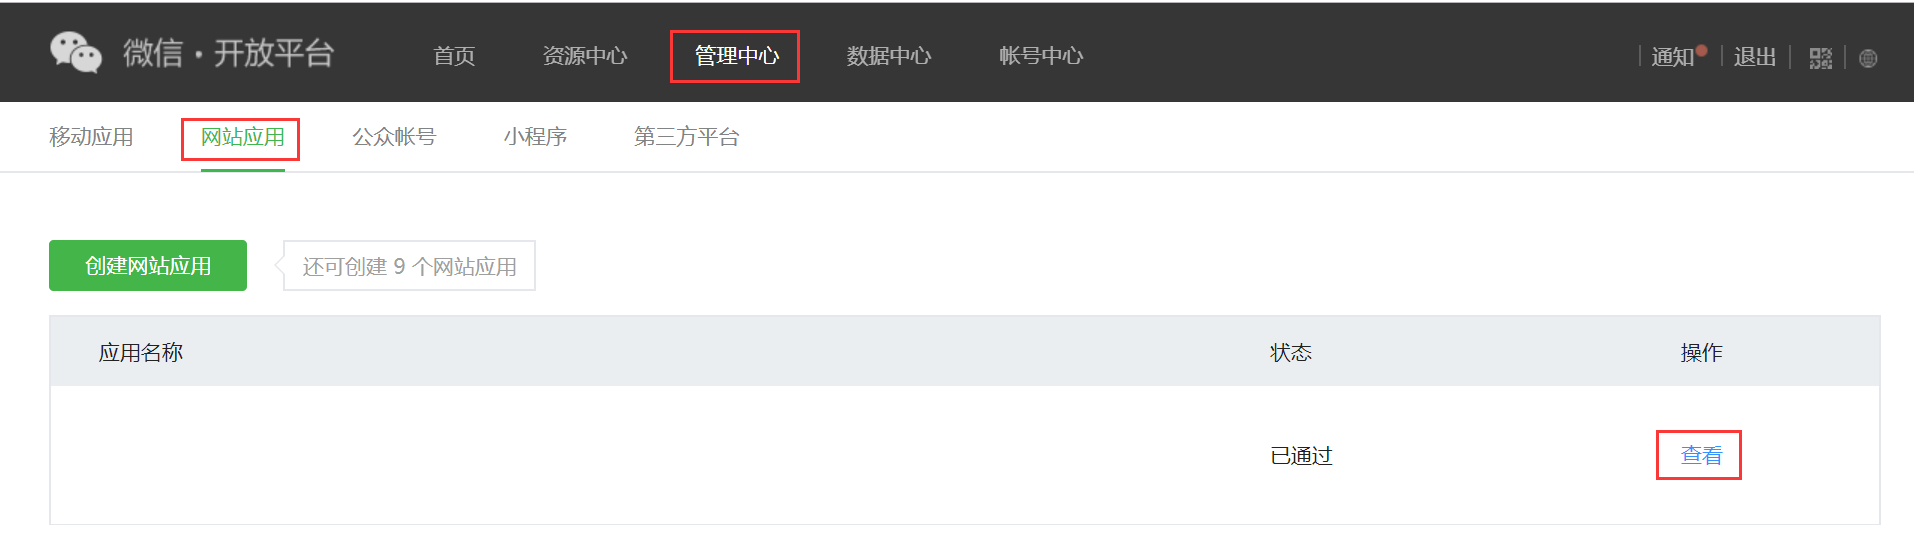 微信·开放平台 首页 资源中心 管理中心 数据中心 帐号中心 通知 退出
移动应用 网站应用 公众帐号 小程序 第三方平台
创建网站应用 还可创建 9 个网站应用
应用名称 状态 操作
已通过 查看